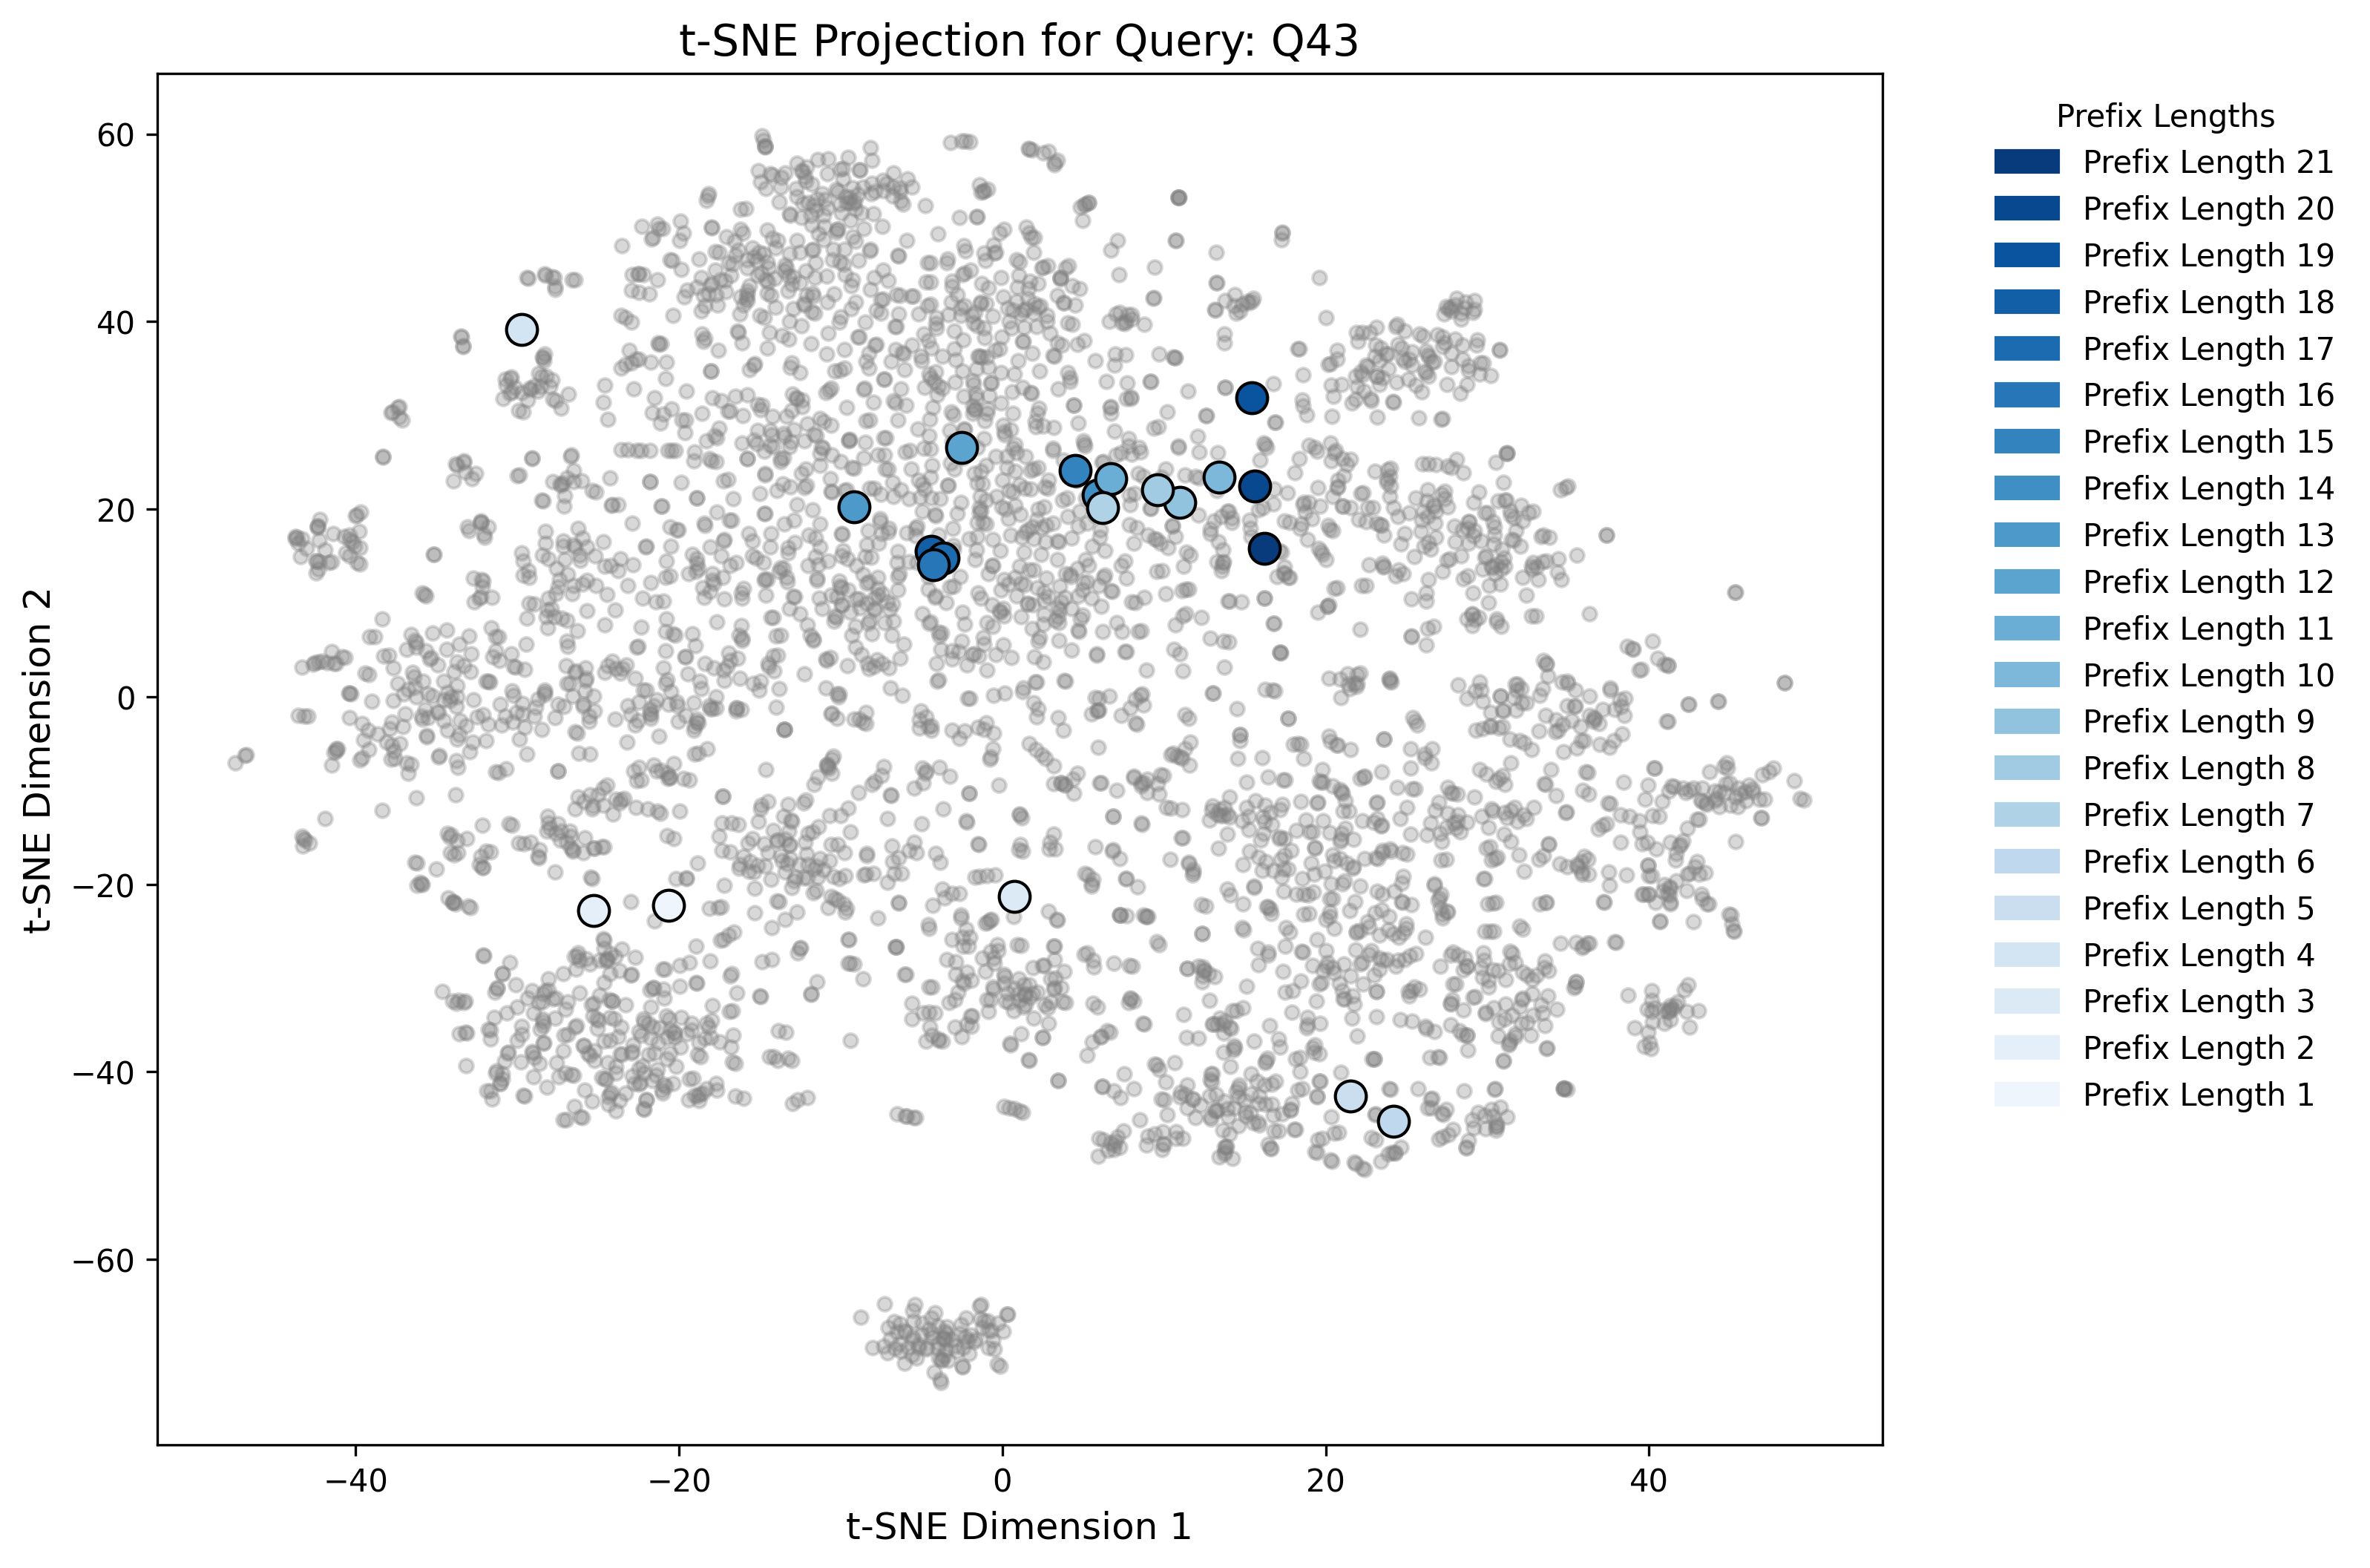 t-SNE Projection for Query: Q43
60
40
20
0
−20
−40
−60
t-SNE Dimension 2
−40
−20
0
20
40
t-SNE Dimension 1
Prefix Lengths
Prefix Length 21
Prefix Length 20
Prefix Length 19
Prefix Length 18
Prefix Length 17
Prefix Length 16
Prefix Length 15
Prefix Length 14
Prefix Length 13
Prefix Length 12
Prefix Length 11
Prefix Length 10
Prefix Length 9
Prefix Length 8
Prefix Length 7
Prefix Length 6
Prefix Length 5
Prefix Length 4
Prefix Length 3
Prefix Length 2
Prefix Length 1